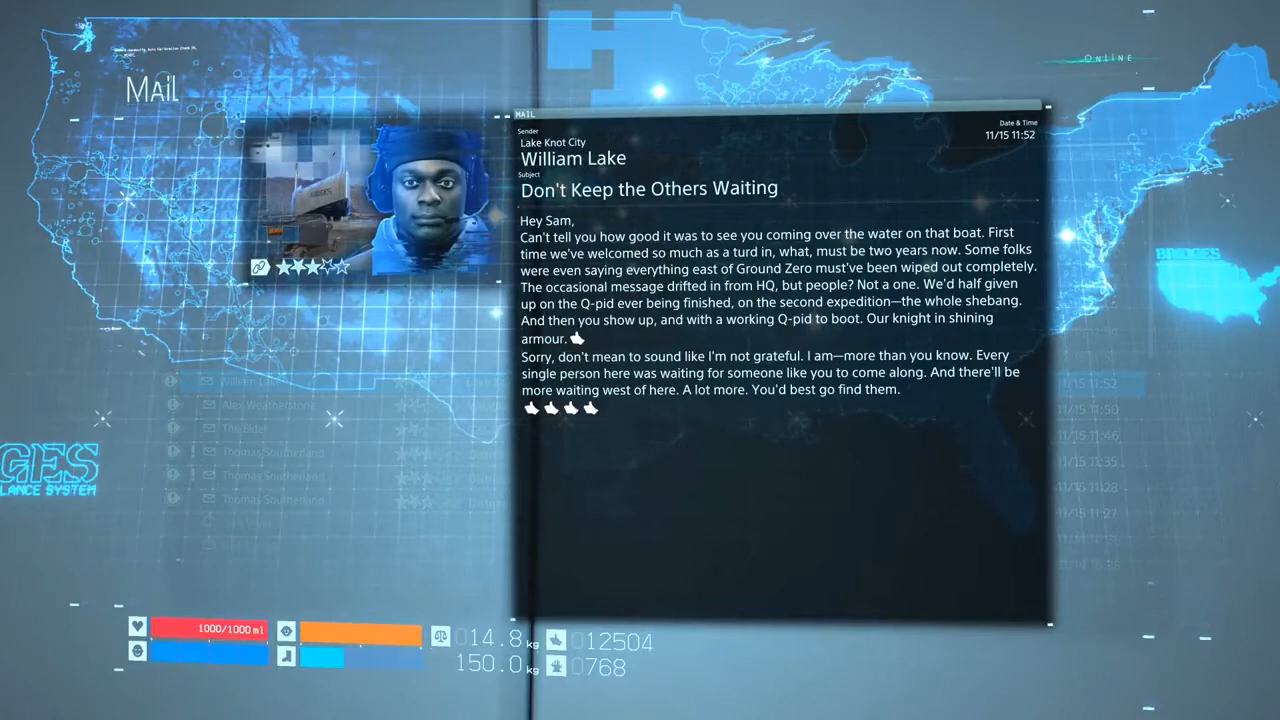 MAIL
ONLINE
MAIL
Date & Time
11/15 11:52
Sender
Lake Knot City
William Lake
Subject
Don't Keep the Others Waiting
Hey Sam,
Can't tell you how good it was to see you coming over the water on that boat. First
time we've welcomed so much as a turd in, what, must be two years now. Some folks
were even saying everything east of Ground Zero must've been wiped out completely.
The occasional message drifted in from HQ, but people? Not a one. We'd half given
up on the Q-pid ever being finished, on the second expedition—the whole shebang.
And then you show up, and with a working Q-pid to boot. Our knight in shining
armour.
Sorry, don't mean to sound like I'm not grateful. I am—more than you know. Every
single person here was waiting for someone like you to come along. And there'll be
more waiting west of here. A lot more. You'd best go find them.
BRIDGES
BRIDGES
William Lake
11/15 11:52
Alex Weatherstone
11/15 11:50
The Elder
11/15 11:46
Thomas Southerland
11/15 11:35
Thomas Southerland
11/15 11:28
Thomas Southerland
11/15 11:27
GES
LANCE SYSTEM
1000/1000 ml
014.8 kg
150.0 kg
012504
0768